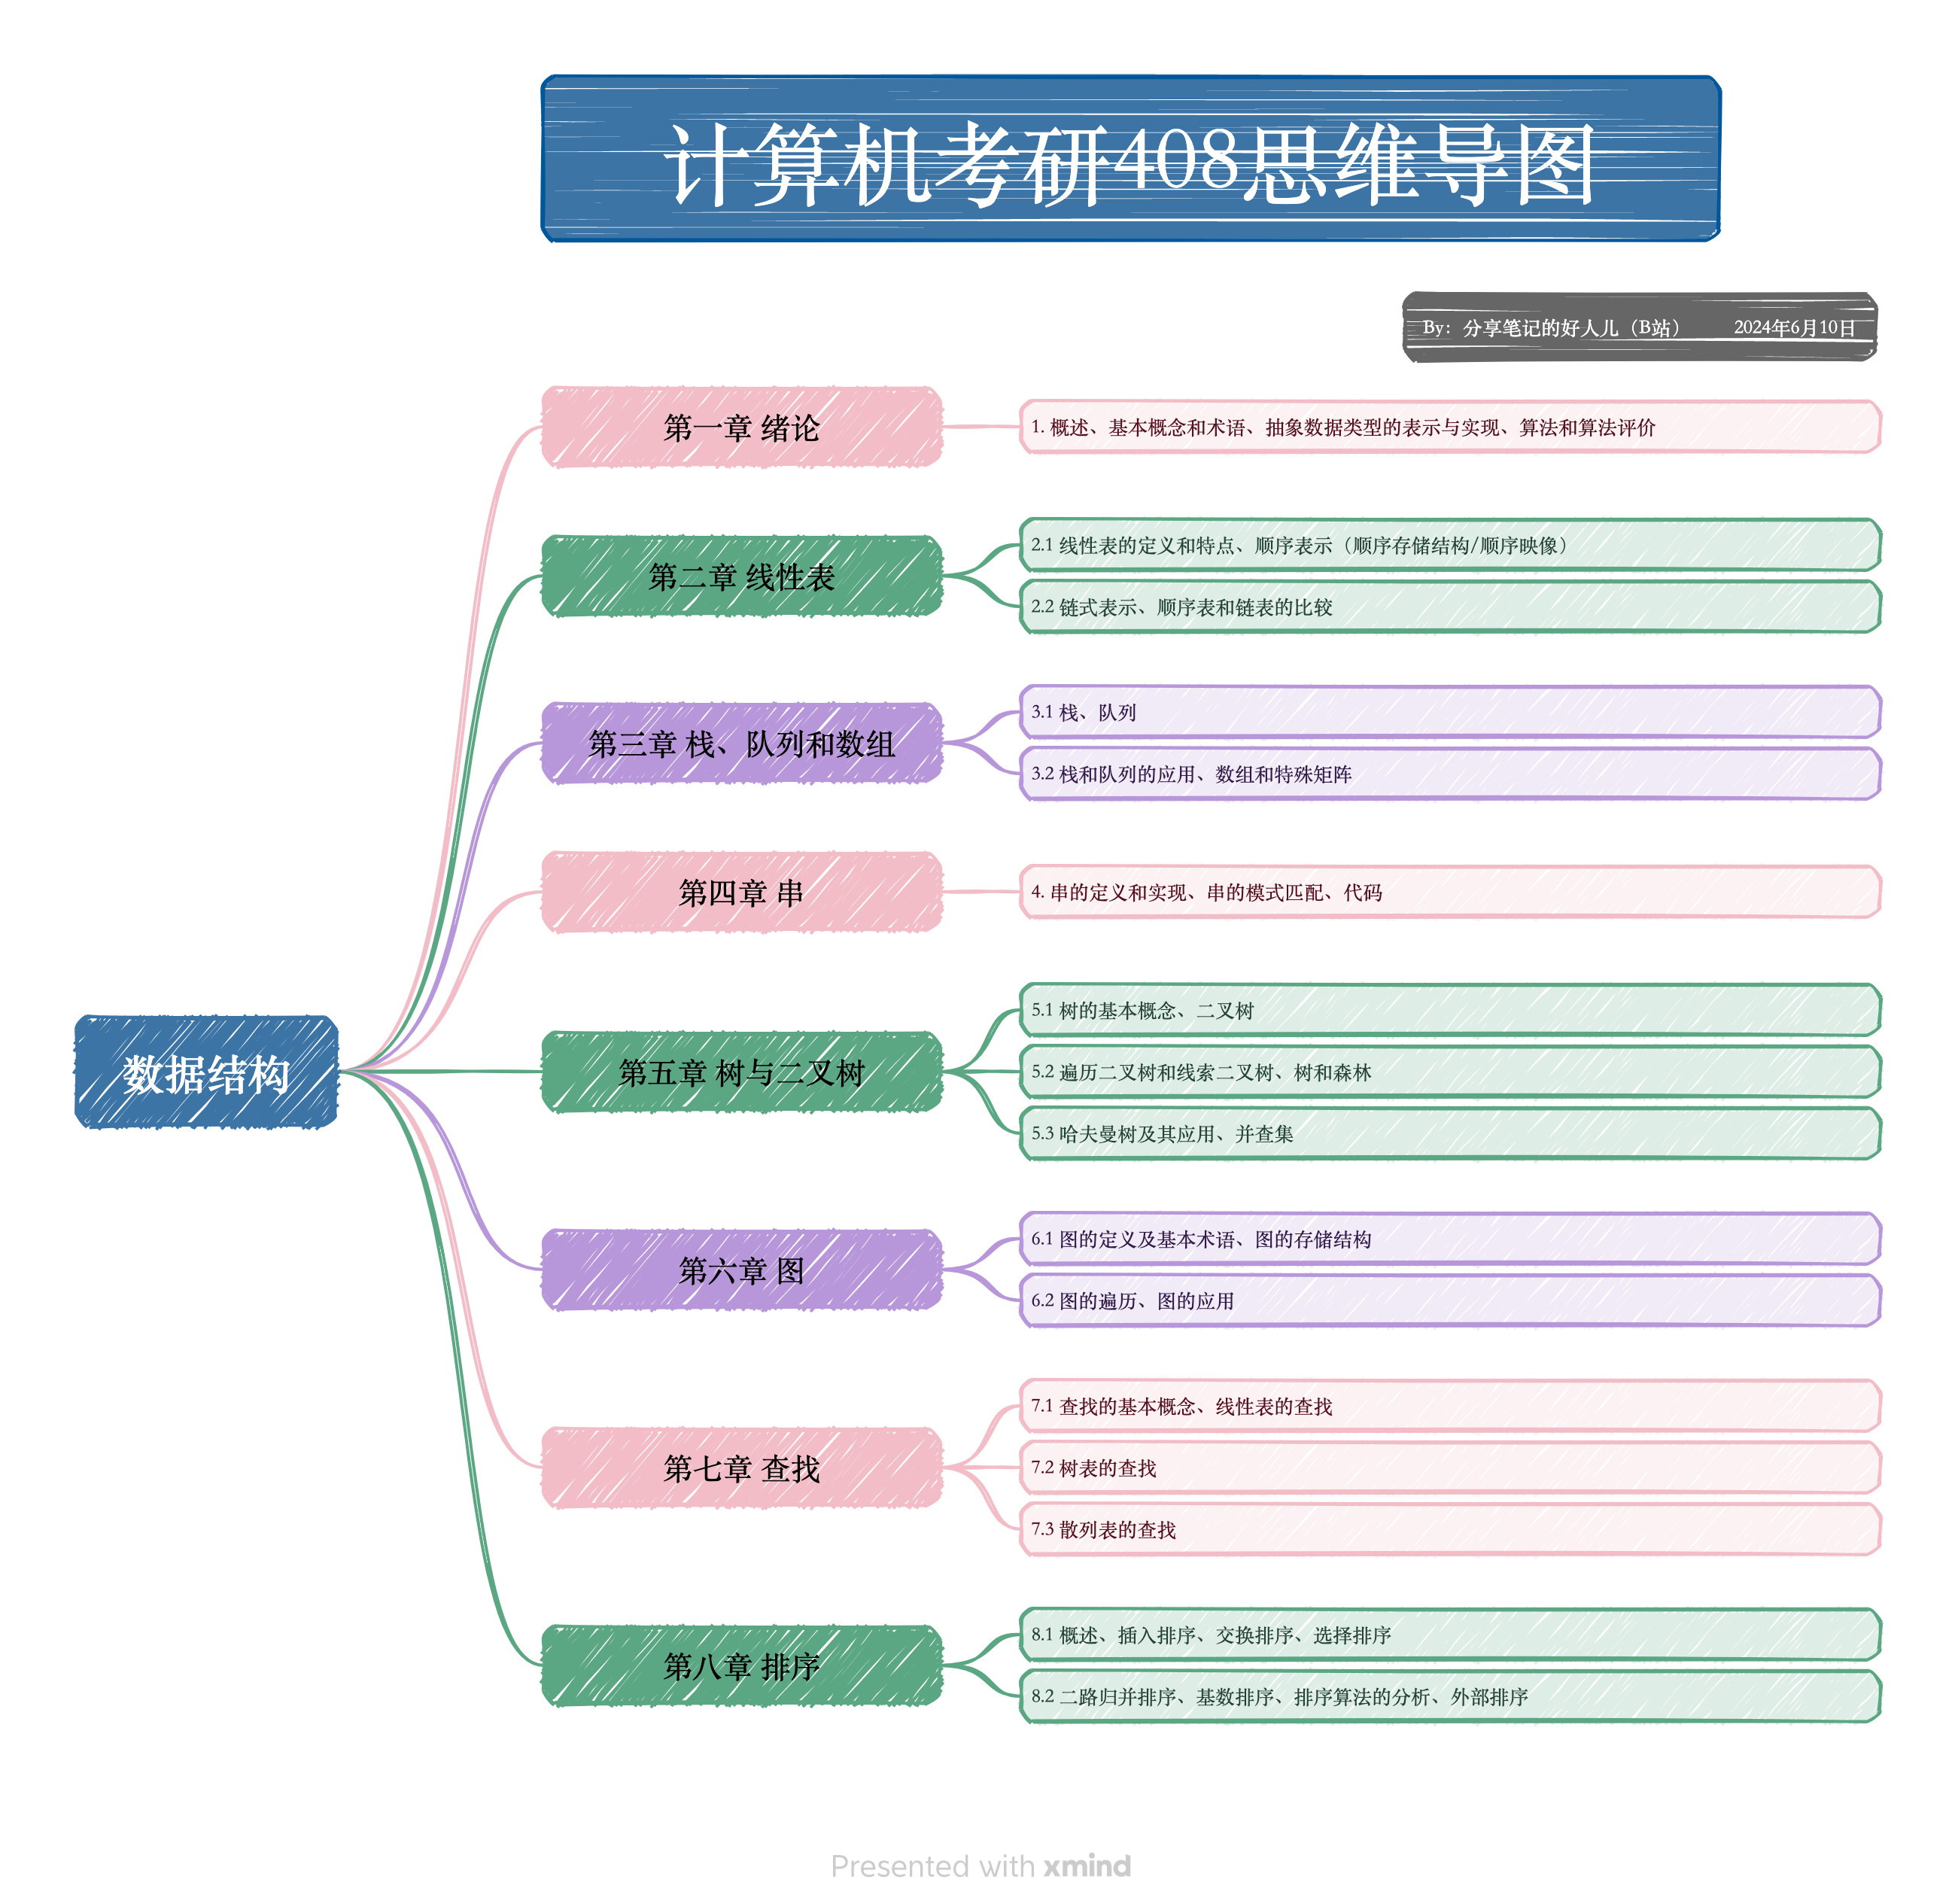 计算机考研408思维导图
By：分享笔记的好人儿（B站） 2024年6月10日
数据结构
第一章 绪论
1. 概述、基本概念和术语、抽象数据类型的表示与实现、算法和算法评价
第二章 线性表
2.1 线性表的定义和特点、顺序表示（顺序存储结构/顺序映像）
2.2 链式表示、顺序表和链表的比较
第三章 栈、队列和数组
3.1 栈、队列
3.2 栈和队列的应用、数组和特殊矩阵
第四章 串
4. 串的定义和实现、串的模式匹配、代码
第五章 树与二叉树
5.1 树的基本概念、二叉树
5.2 遍历二叉树和线索二叉树、树和森林
5.3 哈夫曼树及其应用、并查集
第六章 图
6.1 图的定义及基本术语、图的存储结构
6.2 图的遍历、图的应用
第七章 查找
7.1 查找的基本概念、线性表的查找
7.2 树表的查找
7.3 散列表的查找
第八章 排序
8.1 概述、插入排序、交换排序、选择排序
8.2 二路归并排序、基数排序、排序算法的分析、外部排序
Presented with xmind